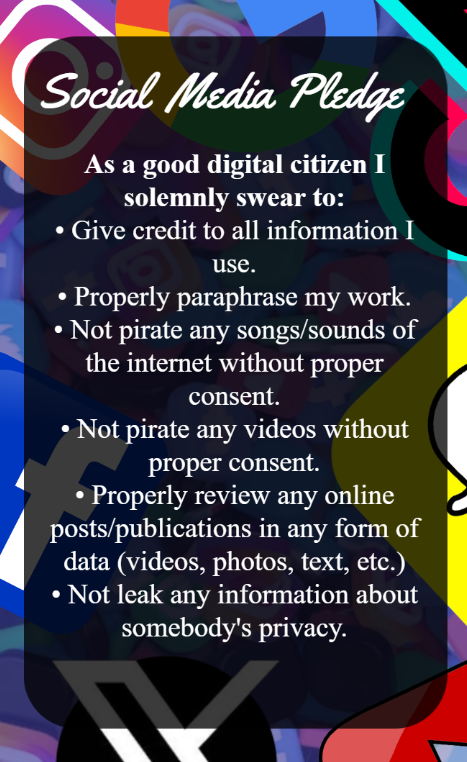 Social Media Pledge
As a good digital citizen I
solemnly swear to:
• Give credit to all information I
use.
• Properly paraphrase my work.
• Not pirate any songs/sounds of
the internet without proper
consent.
• Not pirate any videos without
proper consent.
• Properly review any online
posts/publications in any form of
data (videos, photos, text, etc.)
• Not leak any information about
somebody's privacy.